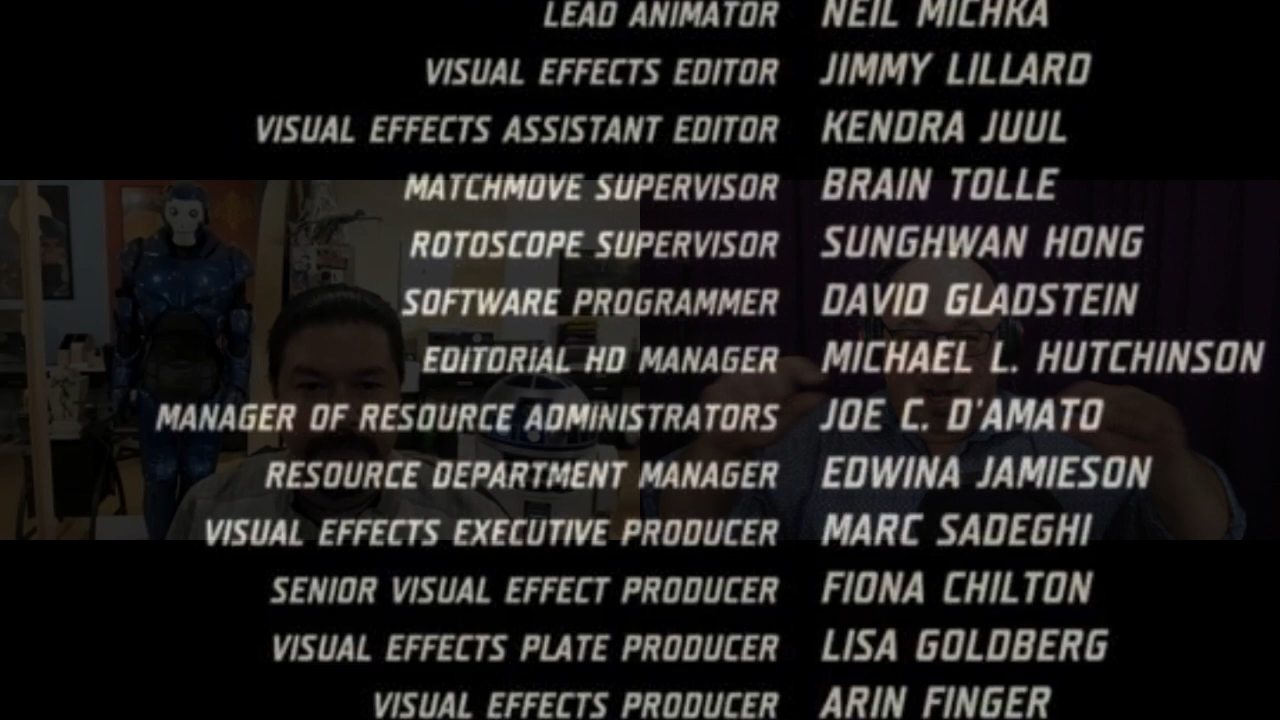 LEAD ANIMATOR NEIL MICHKA
VISUAL EFFECTS EDITOR JIMMY LILLARD
VISUAL EFFECTS ASSISTANT EDITOR KENDRA JUUL
MATCHMOVE SUPERVISOR BRAIN TOLLE
ROTOSCOPE SUPERVISOR SUNGHWAN HONG
SOFTWARE PROGRAMMER DAVID GLADSTEIN
EDITORIAL HD MANAGER MICHAEL L. HUTCHINSON
MANAGER OF RESOURCE ADMINISTRATORS JOE C. D'AMATO
RESOURCE DEPARTMENT MANAGER EDWINA JAMIESON
VISUAL EFFECTS EXECUTIVE PRODUCER MARC SADEGHI
SENIOR VISUAL EFFECT PRODUCER FIONA CHILTON
VISUAL EFFECTS PLATE PRODUCER LISA GOLDBERG
VISUAL EFFECTS PRODUCER ARIN FINGER